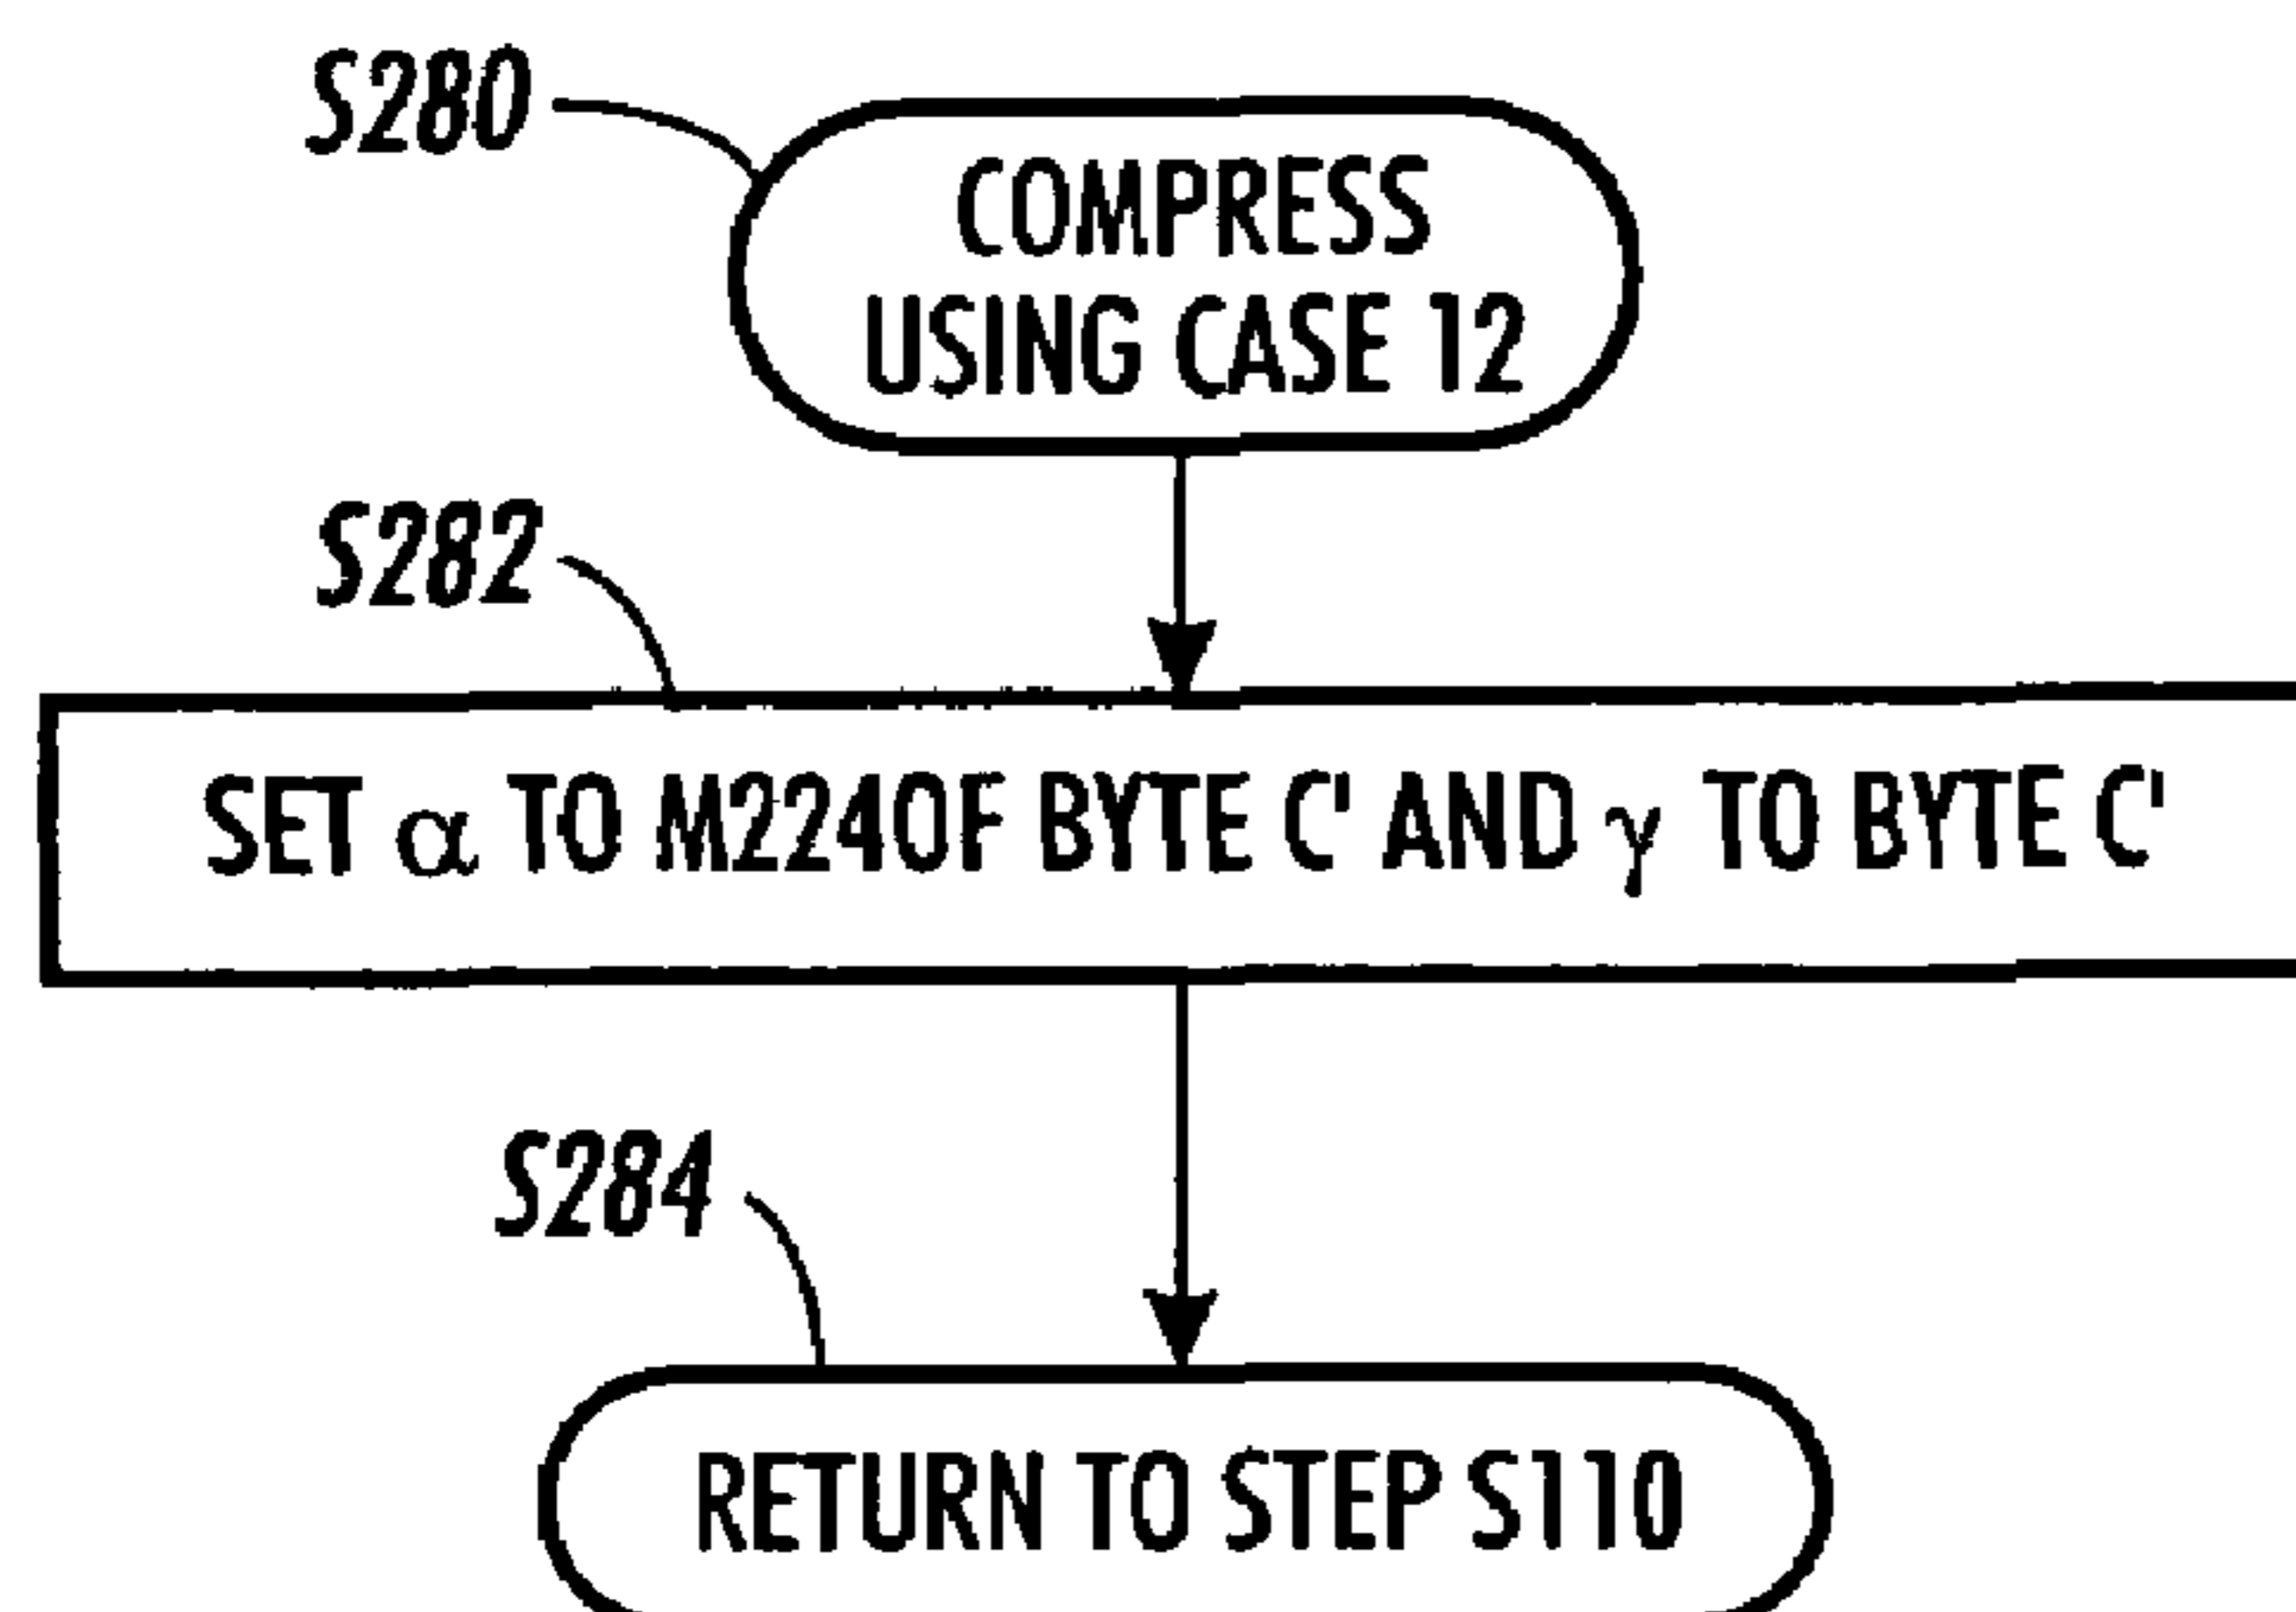 S280
COMPRESS
USING CASE 12
S282
SET α TO M224OF BYTE C' AND γ TO BYTE C'
S284
RETURN TO STEP S110